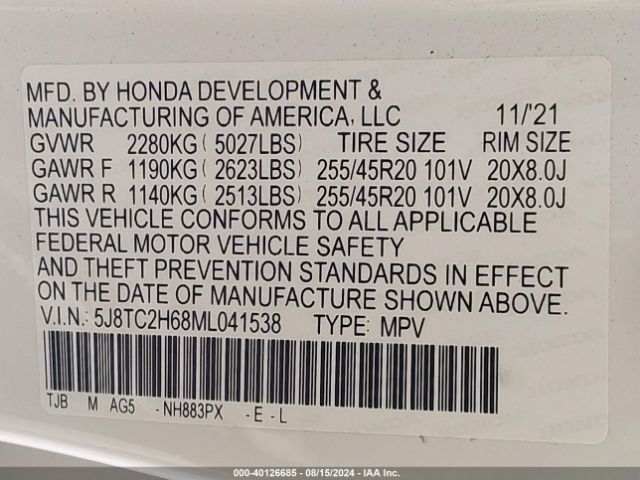 MFD. BY HONDA DEVELOPMENT &
MANUFACTURING OF AMERICA, LLC 11/'21
GVWR 2280KG ( 5027LBS) TIRE SIZE RIM SIZE
GAWR F 1190KG ( 2623LBS) 255/45R20 101V 20X8.0J
GAWR R 1140KG ( 2513LBS) 255/45R20 101V 20X8.0J
THIS VEHICLE CONFORMS TO ALL APPLICABLE
FEDERAL MOTOR VEHICLE SAFETY
AND THEFT PREVENTION STANDARDS IN EFFECT
ON THE DATE OF MANUFACTURE SHOWN ABOVE.
V.I.N.: 5J8TC2H68ML041538 TYPE: MPV
TJB M AG5 -NH883PX -E-L
000-40126685 - 08/15/2024 - IAA Inc.